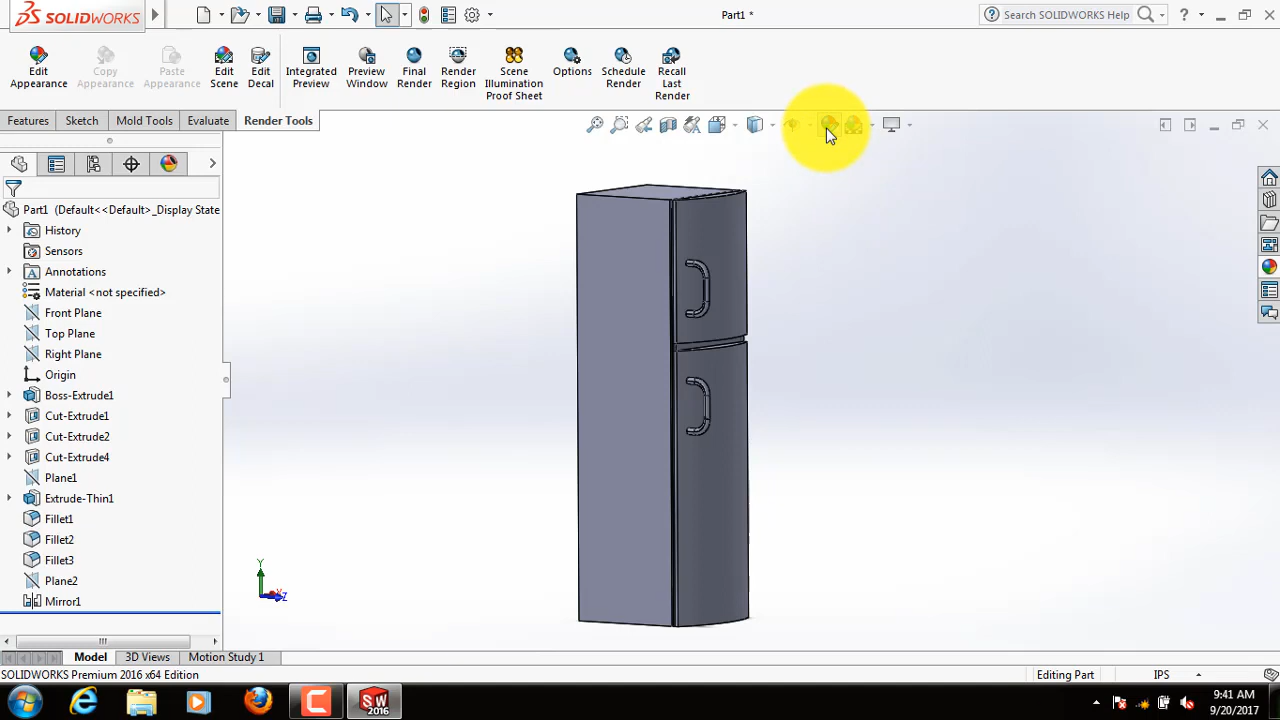 SOLIDWORKS
Part1 *
Search SOLIDWORKS Help
?
Edit Appearance
Copy Appearance
Paste Appearance
Edit Scene
Edit Decal
Integrated Preview
Preview Window
Final Render
Render Region
Scene Illumination Proof Sheet
Options
Schedule Render
Recall Last Render
Features
Sketch
Mold Tools
Evaluate
Render Tools
Part1 (Default<<Default>_Display State
History
Sensors
Annotations
Material <not specified>
Front Plane
Top Plane
Right Plane
Origin
Boss-Extrude1
Cut-Extrude1
Cut-Extrude2
Cut-Extrude4
Plane1
Extrude-Thin1
Fillet1
Fillet2
Fillet3
Plane2
Mirror1
Y
Z
Model
3D Views
Motion Study 1
SOLIDWORKS Premium 2016 x64 Edition
Editing Part
IPS
SW
2016
9:41 AM
9/20/2017